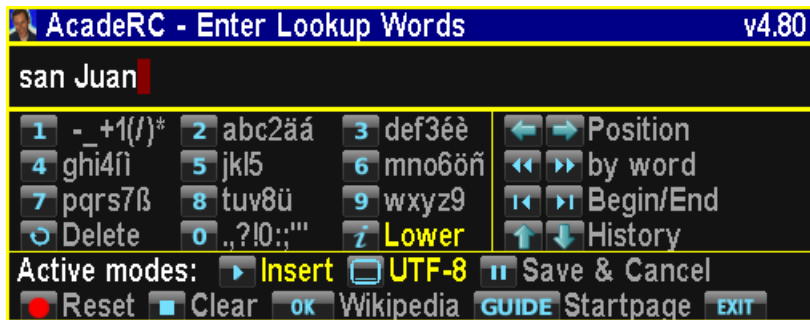 AcadeRC - Enter Lookup Words v4.80
san Juan
1 -_+1(/)* 2 abc2äá 3 def3éè Position
4 ghi4íì 5 jkl5 6 mno6öñ by word
7 pqrs7ß 8 tuv8ü 9 wxyz9 Begin/End
Delete 0 .,?!0:;"' i Lower History
Active modes: Insert UTF-8 Save & Cancel
Reset Clear OK Wikipedia GUIDE Startpage EXIT